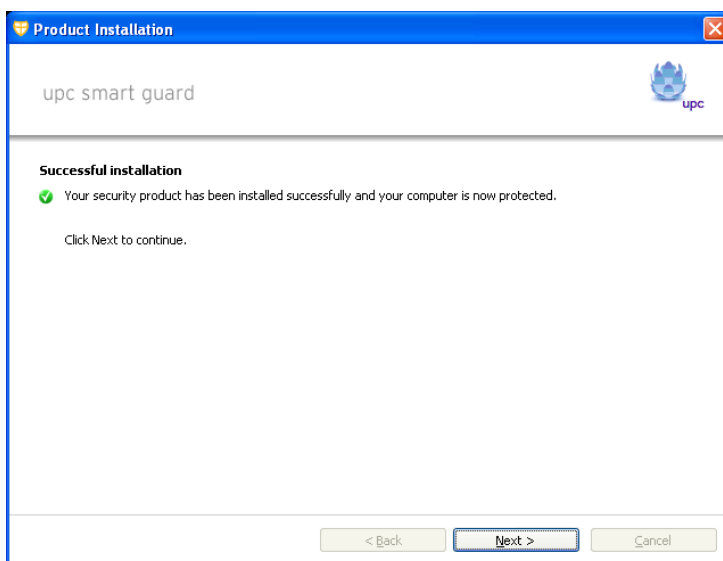 Product Installation
upc smart guard
upc
Successful installation
Your security product has been installed successfully and your computer is now protected.
Click Next to continue.
< Back
Next >
Cancel